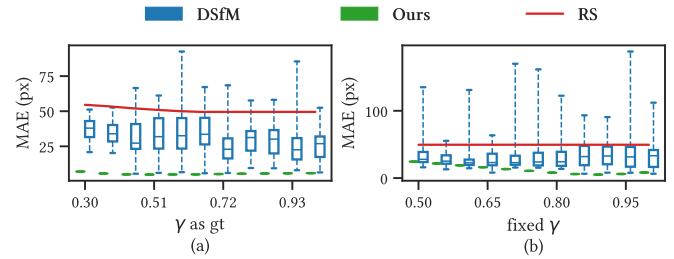 DSfM Ours RS
MAE (px)
75
50
25
0.30 0.51 0.72 0.93
γ as gt
(a)
MAE (px)
100
0
0.50 0.65 0.80 0.95
fixed γ
(b)